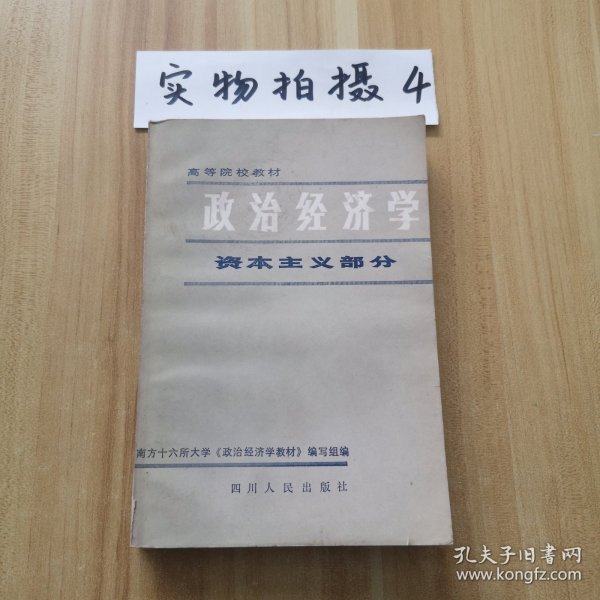 实物拍摄4
高等院校教材
政治经济学
资本主义部分
南方十六所大学《政治经济学教材》编写组编
四川人民出版社
孔夫子旧书网
www.kongfz.com